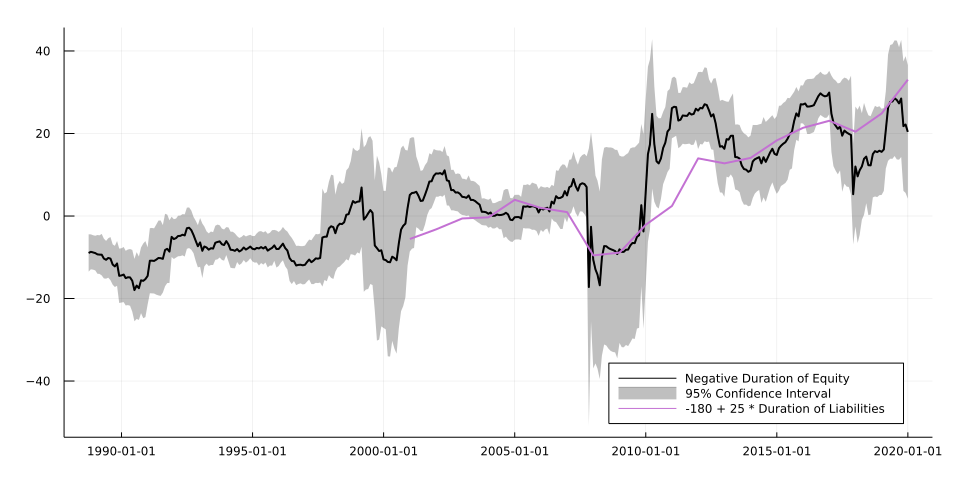 40
20
0
−20
−40
1990-01-01 1995-01-01 2000-01-01 2005-01-01 2010-01-01 2015-01-01 2020-01-01
Negative Duration of Equity
95% Confidence Interval
-180 + 25 * Duration of Liabilities